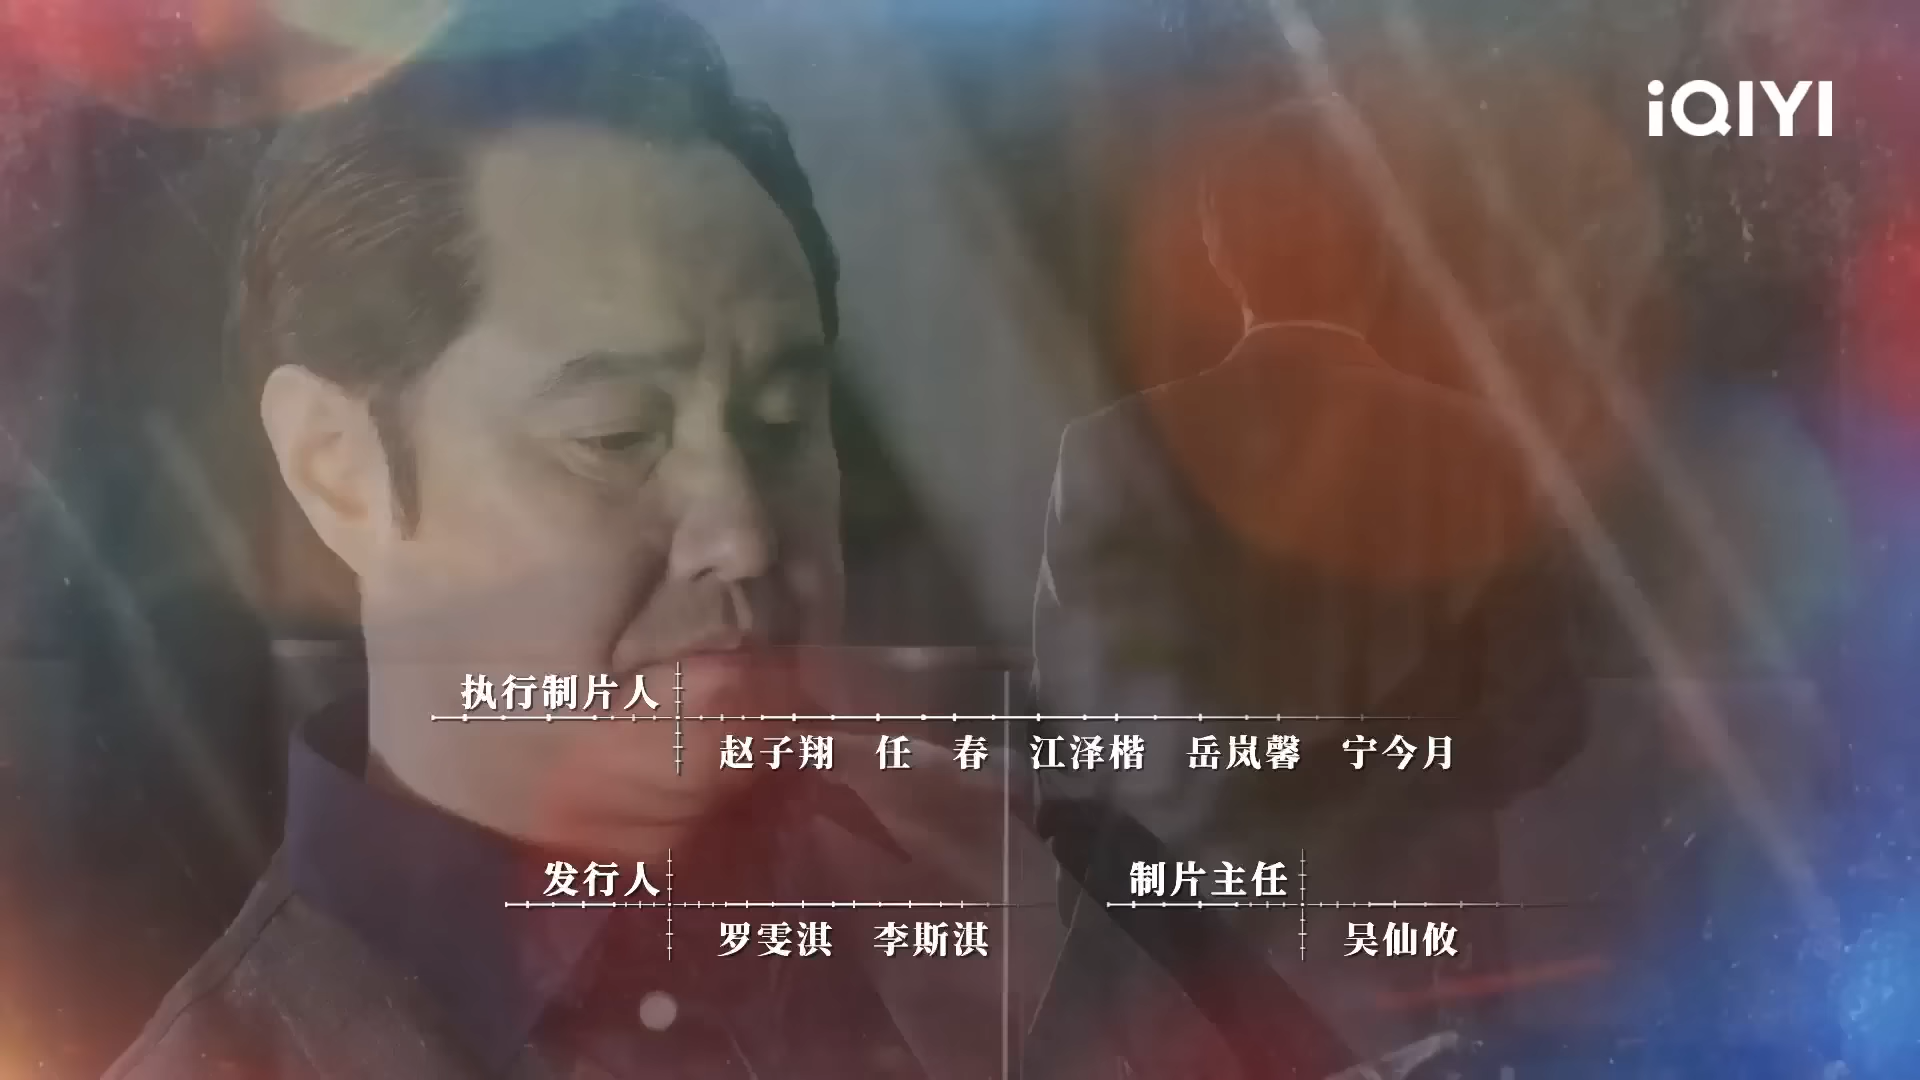 iQIYI
执行制片人
赵子翔 任 春 江泽楷 岳岚馨 宁今月
发行人
罗雯淇 李斯淇
制片主任
吴仙攸